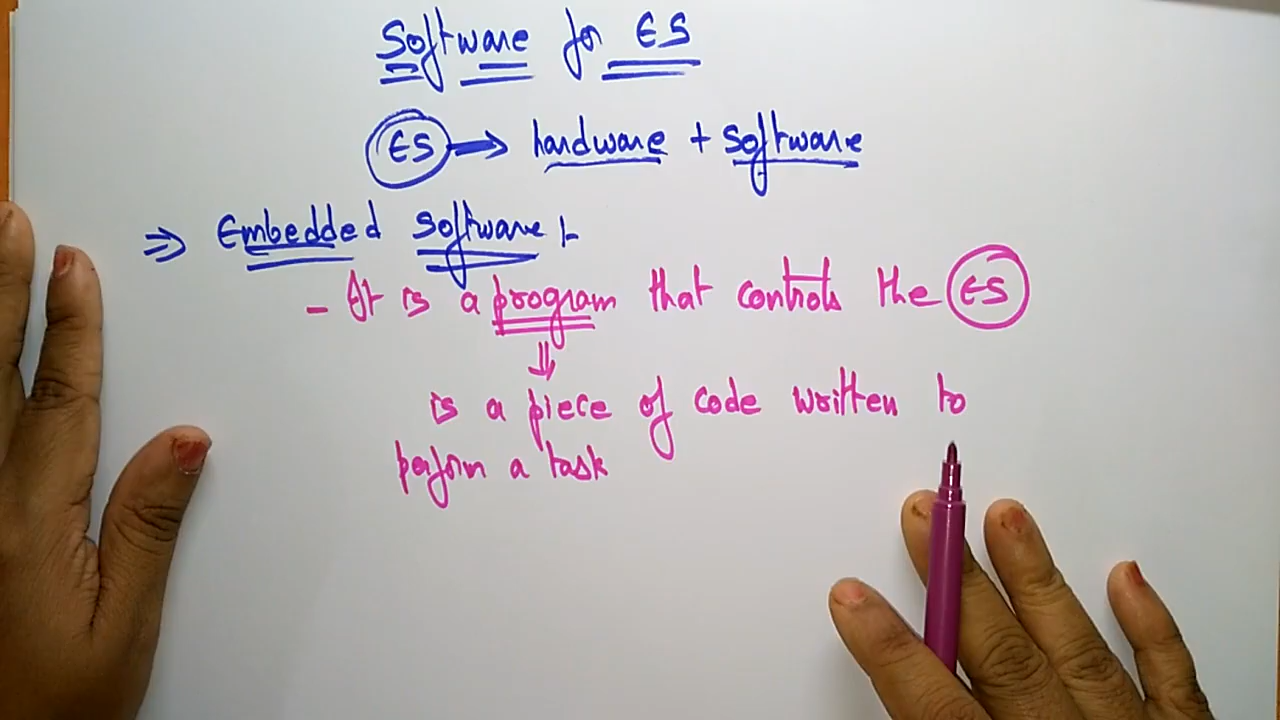 Software for ES
ES → hardware + software
⇒ Embedded software :-
- It is a program that controls the ES
⇓
is a piece of code written to
perform a task